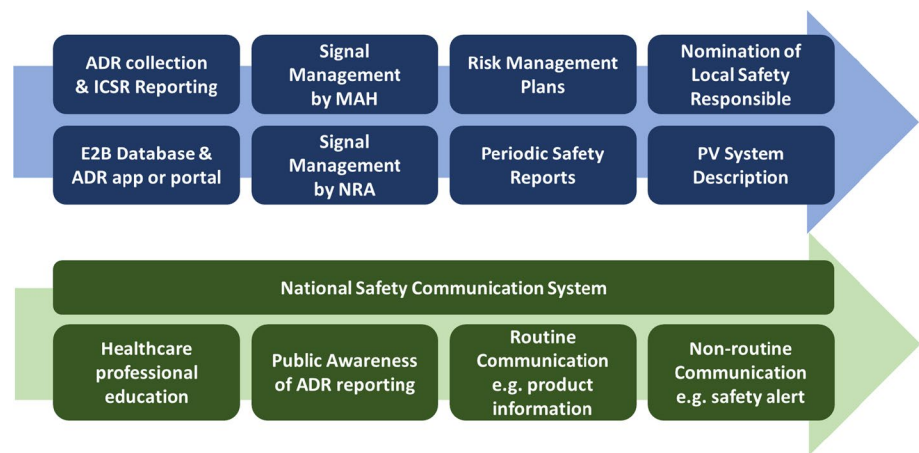 ADR collection
& ICSR Reporting
Signal
Management
by MAH
Risk Management
Plans
Nomination of
Local Safety
Responsible
E2B Database &
ADR app or portal
Signal
Management
by NRA
Periodic Safety
Reports
PV System
Description
National Safety Communication System
Healthcare
professional
education
Public Awareness
of ADR reporting
Routine
Communication
e.g. product
information
Non-routine
Communication
e.g. safety alert